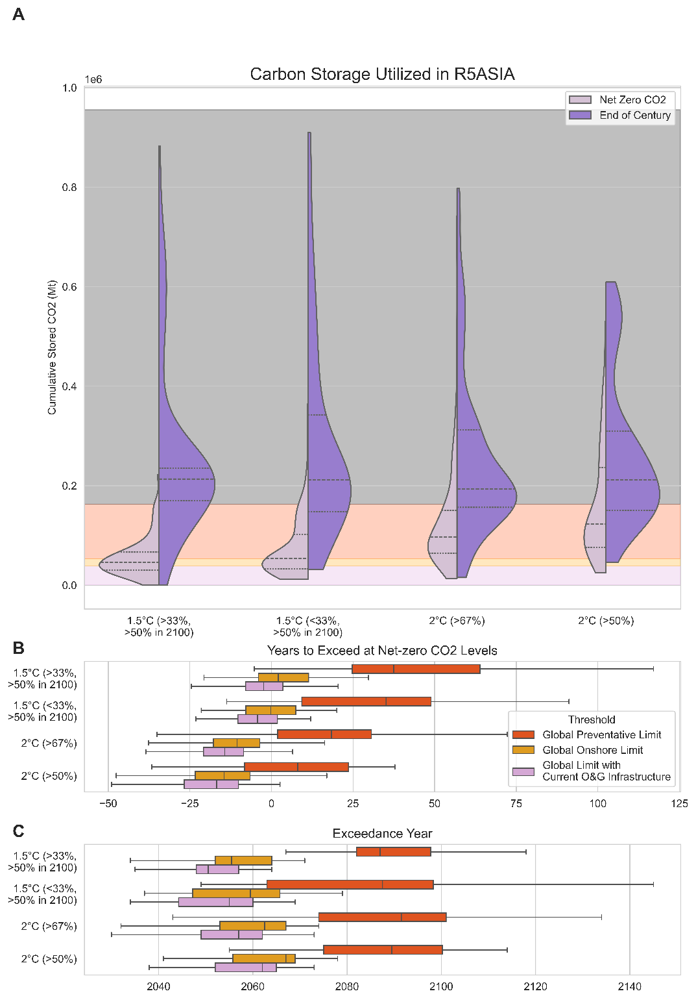 A
Carbon Storage Utilized in R5ASIA
1e6
1.0
0.8
0.6
0.4
0.2
0.0
Cumulative Stored CO2 (Mt)
Net Zero CO2
End of Century
1.5°C (>33%,
>50% in 2100)
1.5°C (<33%,
>50% in 2100)
2°C (>67%)
2°C (>50%)
B
Years to Exceed at Net-zero CO2 Levels
1.5°C (>33%,
>50% in 2100)
1.5°C (<33%,
>50% in 2100)
2°C (>67%)
2°C (>50%)
Threshold
Global Preventative Limit
Global Onshore Limit
Global Limit with
Current O&G Infrastructure
−50 −25 0 25 50 75 100 125
C
Exceedance Year
1.5°C (>33%,
>50% in 2100)
1.5°C (<33%,
>50% in 2100)
2°C (>67%)
2°C (>50%)
2040 2060 2080 2100 2120 2140